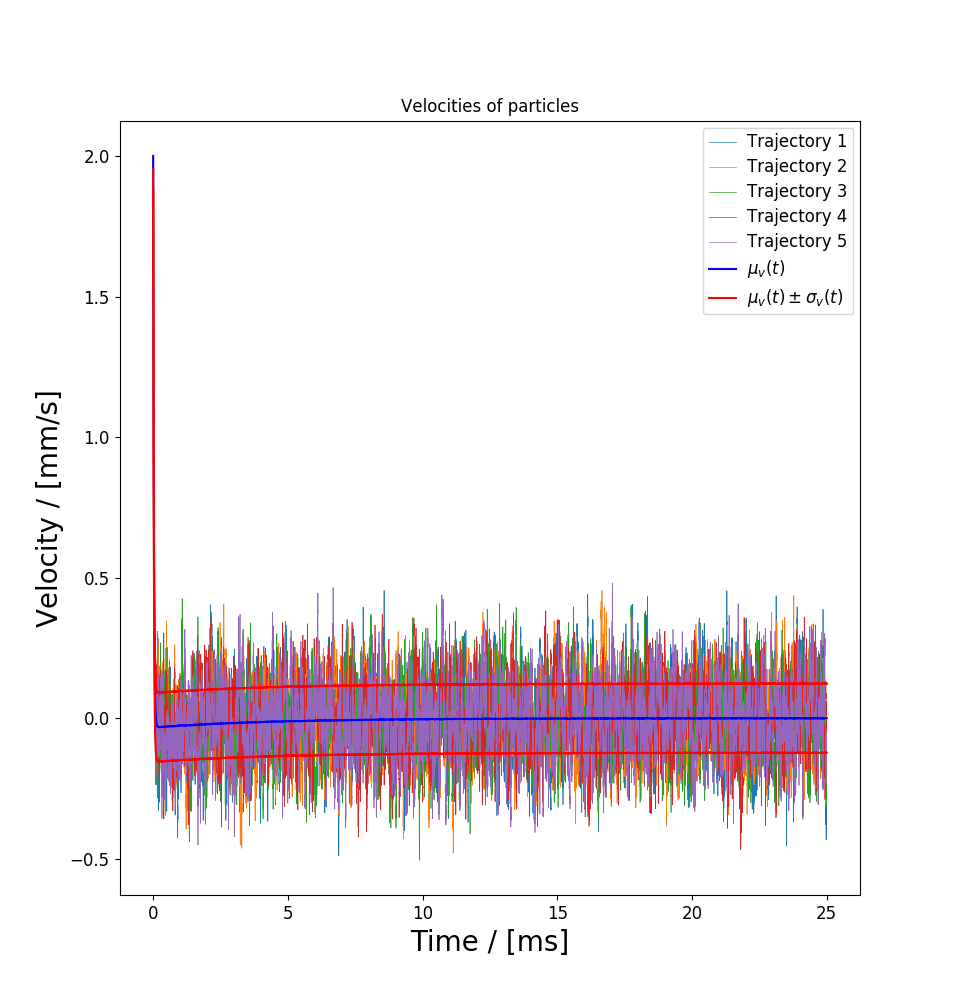 Velocities of particles
Trajectory 1
Trajectory 2
Trajectory 3
Trajectory 4
Trajectory 5
μᵥ(t)
μᵥ(t) ± σᵥ(t)
2.0
1.5
1.0
0.5
0.0
−0.5
Velocity / [mm/s]
0 5 10 15 20 25
Time / [ms]